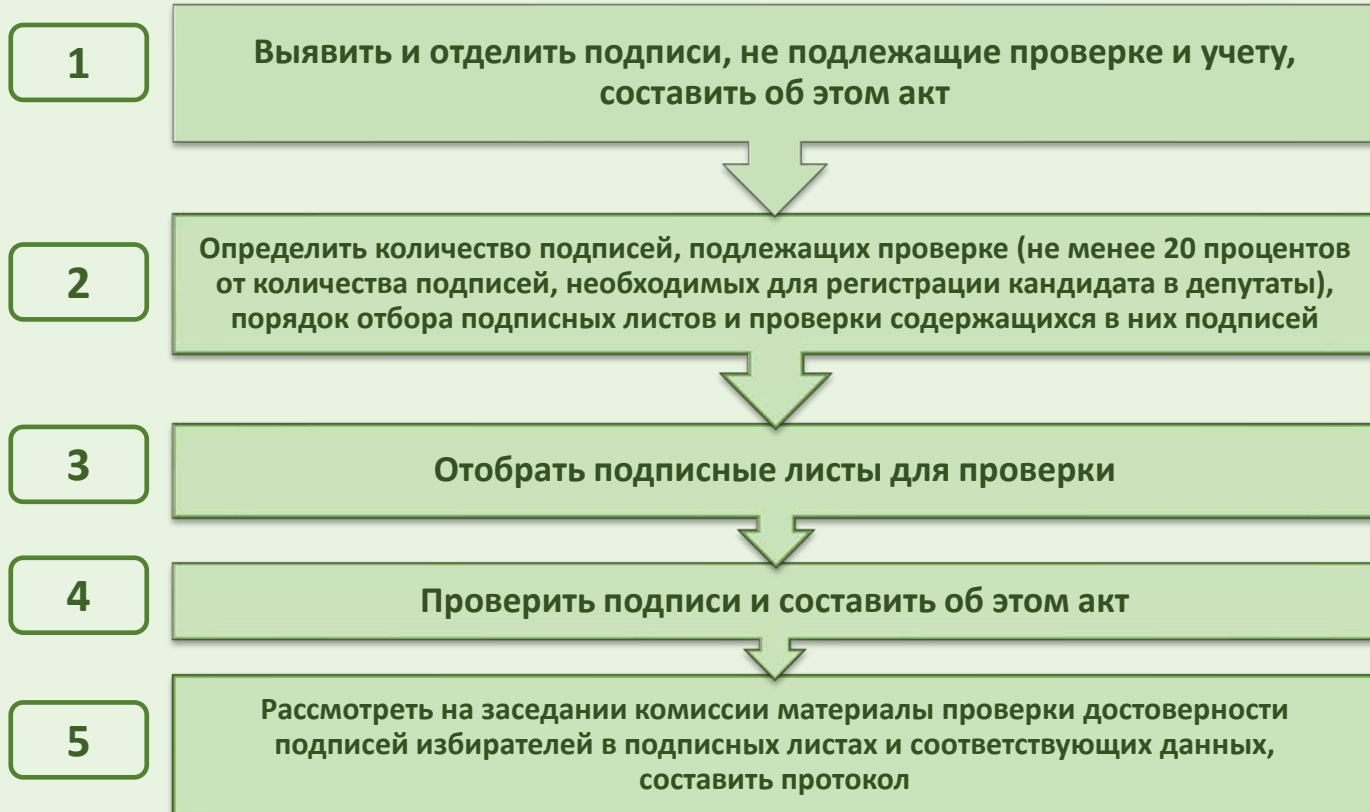 1
Выявить и отделить подписи, не подлежащие проверке и учету,
составить об этом акт
2
Определить количество подписей, подлежащих проверке (не менее 20 процентов
от количества подписей, необходимых для регистрации кандидата в депутаты),
порядок отбора подписных листов и проверки содержащихся в них подписей
3
Отобрать подписные листы для проверки
4
Проверить подписи и составить об этом акт
5
Рассмотреть на заседании комиссии материалы проверки достоверности
подписей избирателей в подписных листах и соответствующих данных,
составить протокол